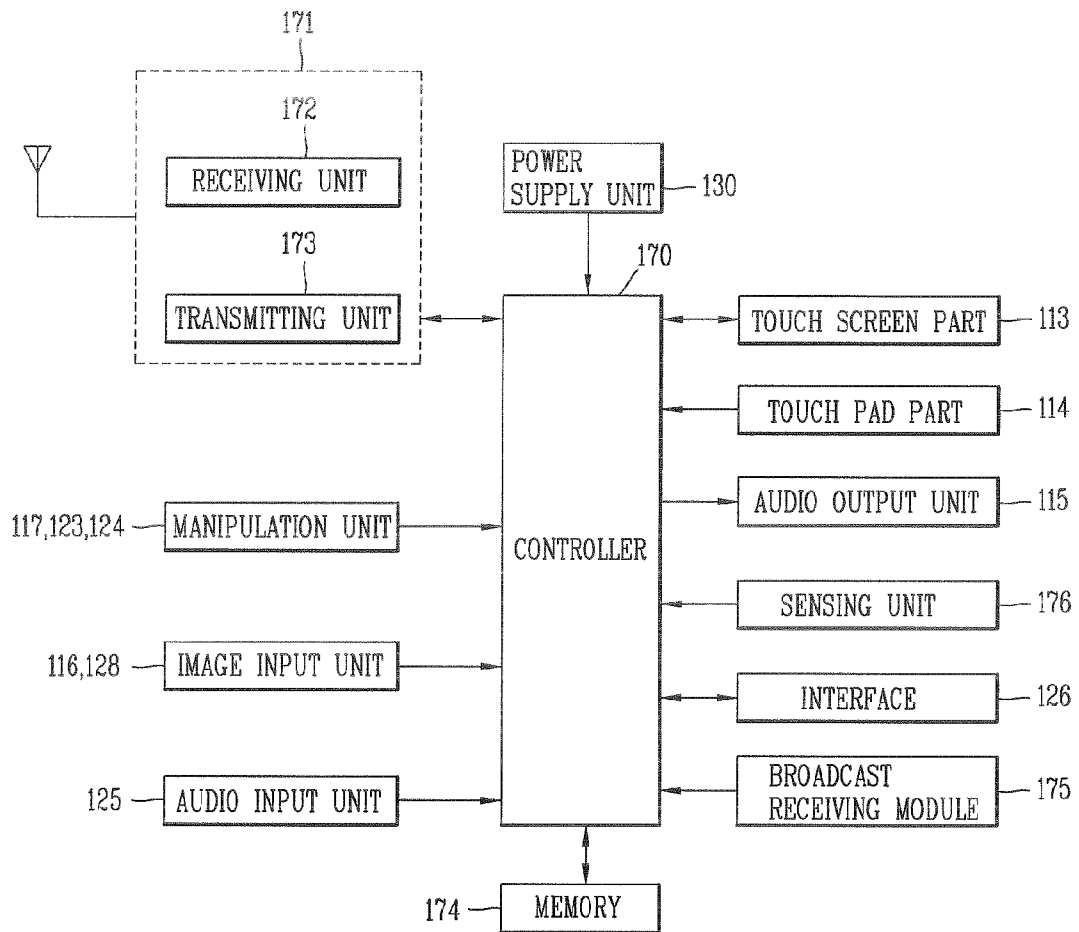 171
172
RECEIVING UNIT
173
TRANSMITTING UNIT
POWER
SUPPLY UNIT
130
170
CONTROLLER
TOUCH SCREEN PART
113
TOUCH PAD PART
114
117,123,124
MANIPULATION UNIT
AUDIO OUTPUT UNIT
115
SENSING UNIT
176
116,128
IMAGE INPUT UNIT
INTERFACE
126
125
AUDIO INPUT UNIT
BROADCAST
RECEIVING MODULE
175
174
MEMORY